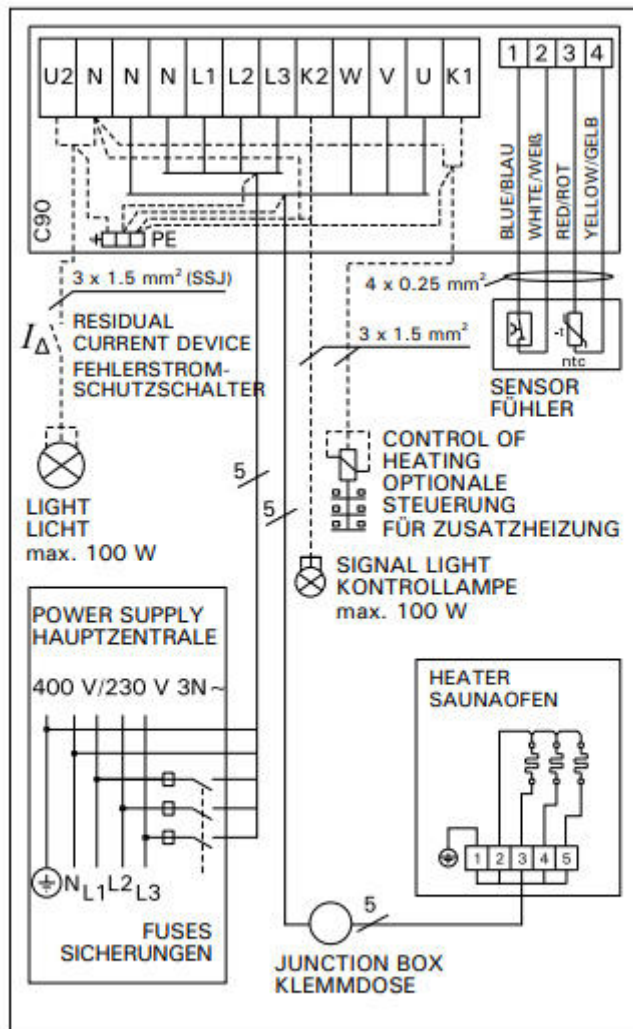 U2 N N N L1 L2 L3 K2 W V U K1
1 2 3 4
BLUE/BLAU
WHITE/WEIß
RED/ROT
YELLOW/GELB
C90
PE
3 x 1.5 mm² (SSJ)
4 x 0.25 mm²
I∆
RESIDUAL
CURRENT DEVICE
FEHLERSTROM-
SCHUTZSCHALTER
3 x 1.5 mm²
-t
ntc
SENSOR
FÜHLER
LIGHT
LICHT
max. 100 W
5
5
CONTROL OF
HEATING
OPTIONALE
STEUERUNG
FÜR ZUSATZHEIZUNG
SIGNAL LIGHT
KONTROLLAMPE
max. 100 W
POWER SUPPLY
HAUPTZENTRALE
400 V/230 V 3N~
N L1 L2 L3
FUSES
SICHERUNGEN
HEATER
SAUNAOFEN
1 2 3 4 5
5
JUNCTION BOX
KLEMMDOSE